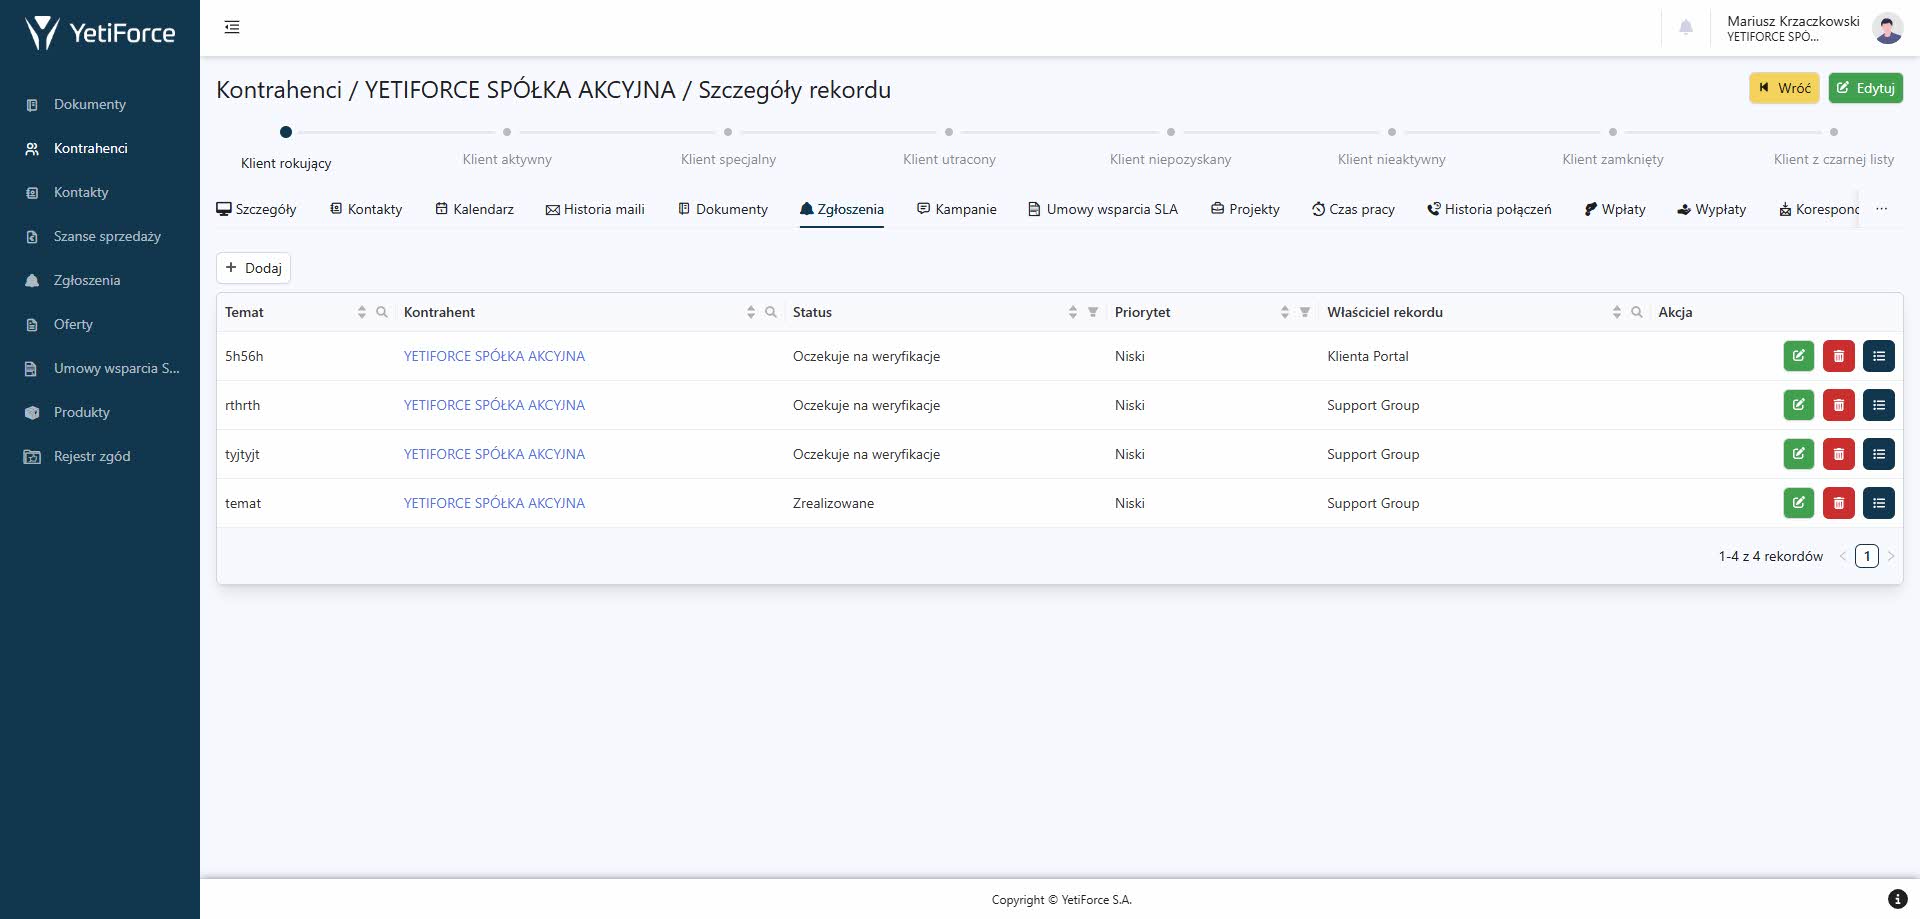 YetiForce
Mariusz Krzaczkowski
YETIFORCE SPÓ...
Dokumenty
Kontrahenci
Kontakty
Szanse sprzedaży
Zgłoszenia
Oferty
Umowy wsparcia S...
Produkty
Rejestr zgód
Kontrahenci / YETIFORCE SPÓŁKA AKCYJNA / Szczegóły rekordu
Wróć Edytuj
Klient rokujący Klient aktywny Klient specjalny Klient utracony Klient niepozyskany Klient nieaktywny Klient zamknięty Klient z czarnej listy
Szczegóły Kontakty Kalendarz Historia maili Dokumenty Zgłoszenia Kampanie Umowy wsparcia SLA Projekty Czas pracy Historia połączeń Wpłaty Wypłaty Koresponc ...
+ Dodaj
Temat Kontrahent Status Priorytet Właściciel rekordu Akcja
5h56h YETIFORCE SPÓŁKA AKCYJNA Oczekuje na weryfikacje Niski Klienta Portal
rthrth YETIFORCE SPÓŁKA AKCYJNA Oczekuje na weryfikacje Niski Support Group
tyjtyjt YETIFORCE SPÓŁKA AKCYJNA Oczekuje na weryfikacje Niski Support Group
temat YETIFORCE SPÓŁKA AKCYJNA Zrealizowane Niski Support Group
1-4 z 4 rekordów < 1 >
Copyright © YetiForce S.A.